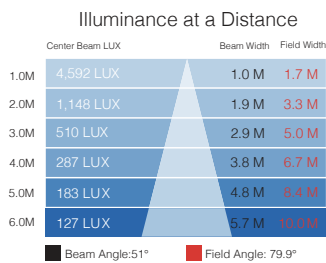 Illuminance at a Distance
Center Beam LUX Beam Width Field Width
1.0M 4,592 LUX 1.0 M 1.7 M
2.0M 1,148 LUX 1.9 M 3.3 M
3.0M 510 LUX 2.9 M 5.0 M
4.0M 287 LUX 3.8 M 6.7 M
5.0M 183 LUX 4.8 M 8.4 M
6.0M 127 LUX 5.7 M 10.0 M
Beam Angle:51° Field Angle: 79.9°